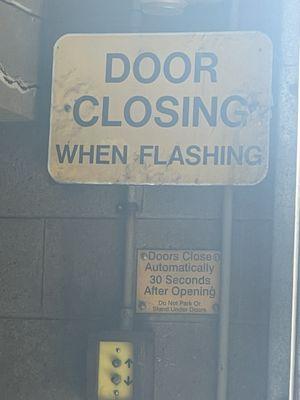 DOOR
CLOSING
WHEN FLASHING
Doors Close
Automatically
30 Seconds
After Opening
Do Not Park Or
Stand Under Doors